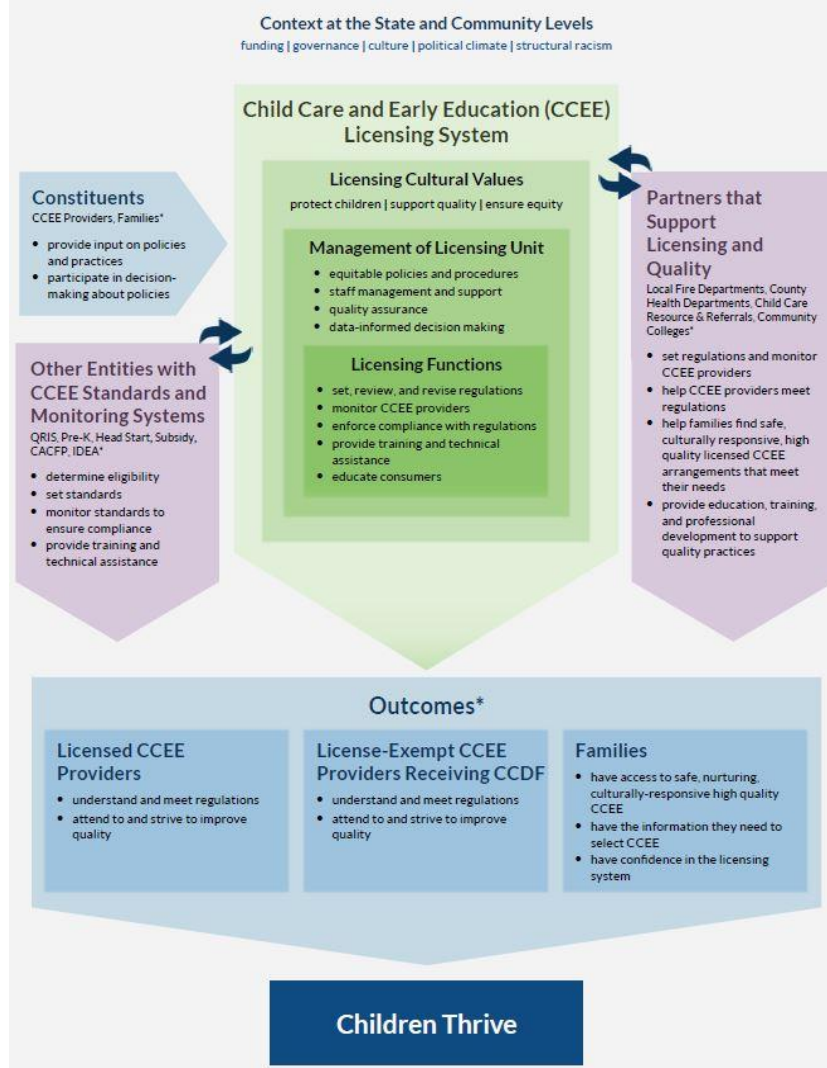 Context at the State and Community Levels
funding | governance | culture | political climate | structural racism
Child Care and Early Education (CCEE)
Licensing System
Licensing Cultural Values
protect children | support quality | ensure equity
Management of Licensing Unit
• equitable policies and procedures
• staff management and support
• quality assurance
• data-informed decision making
Licensing Functions
• set, review, and revise regulations
• monitor CCEE providers
• enforce compliance with regulations
• provide training and technical
assistance
• educate consumers
Constituents
CCEE Providers, Families*
• provide input on policies
and practices
• participate in decision-
making about policies
Other Entities with
CCEE Standards and
Monitoring Systems
QRIS, Pre-K, Head Start, Subsidy,
CACFP, IDEA*
• determine eligibility
• set standards
• monitor standards to
ensure compliance
• provide training and
technical assistance
Partners that
Support
Licensing and
Quality
Local Fire Departments, County
Health Departments, Child Care
Resource & Referrals, Community
Colleges*
• set regulations and monitor
CCEE providers
• help CCEE providers meet
regulations
• help families find safe,
culturally responsive, high
quality licensed CCEE
arrangements that meet
their needs
• provide education, training,
and professional
development to support
quality practices
Outcomes*
Licensed CCEE
Providers
• understand and meet regulations
• attend to and strive to improve
quality
License-Exempt CCEE
Providers Receiving CCDF
• understand and meet regulations
• attend to and strive to improve
quality
Families
• have access to safe, nurturing,
culturally-responsive high quality
CCEE
• have the information they need to
select CCEE
• have confidence in the licensing
system
Children Thrive